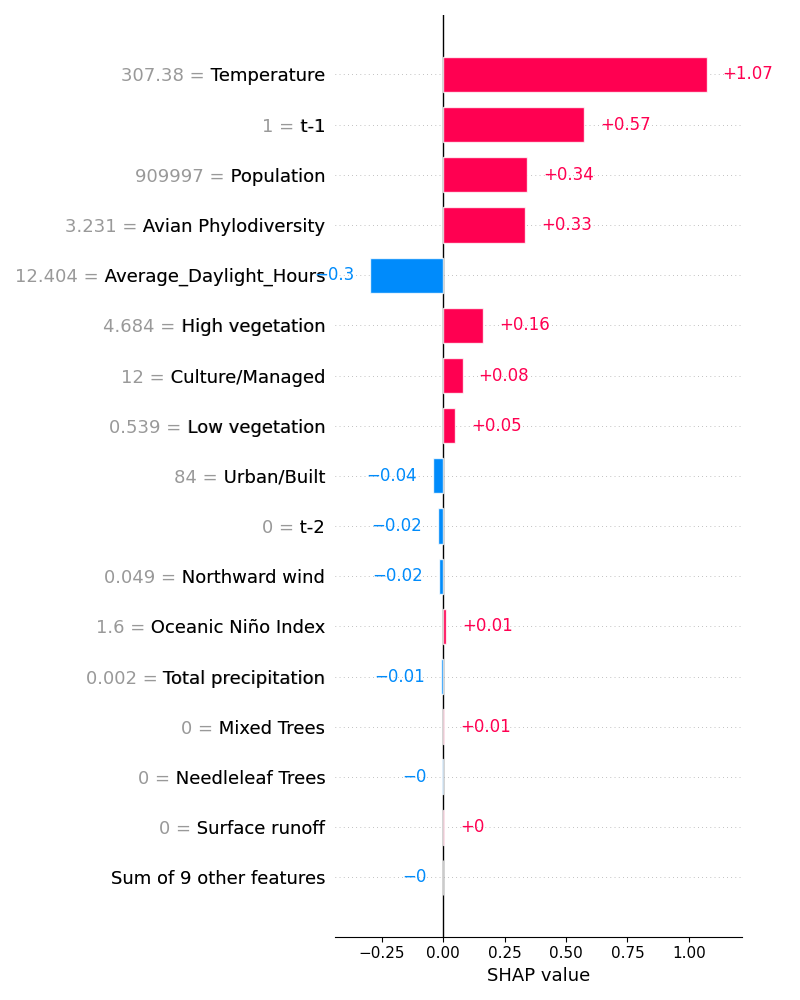 307.38 = Temperature +1.07
1 = t-1 +0.57
909997 = Population +0.34
3.231 = Avian Phylodiversity +0.33
12.404 = Average_Daylight_Hours −0.3
4.684 = High vegetation +0.16
12 = Culture/Managed +0.08
0.539 = Low vegetation +0.05
84 = Urban/Built −0.04
0 = t-2 −0.02
0.049 = Northward wind −0.02
1.6 = Oceanic Niño Index +0.01
0.002 = Total precipitation −0.01
0 = Mixed Trees +0.01
0 = Needleleaf Trees −0
0 = Surface runoff +0
Sum of 9 other features −0
−0.25 0.00 0.25 0.50 0.75 1.00
SHAP value